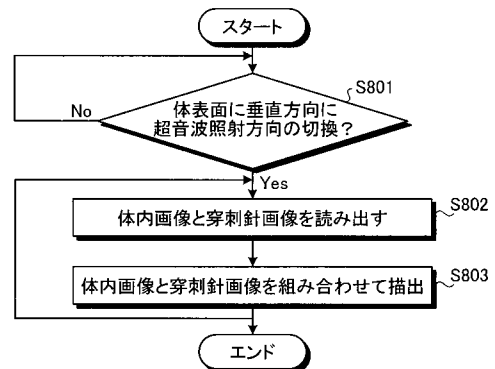 スタート
S801
体表面に垂直方向に
超音波照射方向の切換？
No
Yes
S802
体内画像と穿刺針画像を読み出す
S803
体内画像と穿刺針画像を組み合わせて描出
エンド